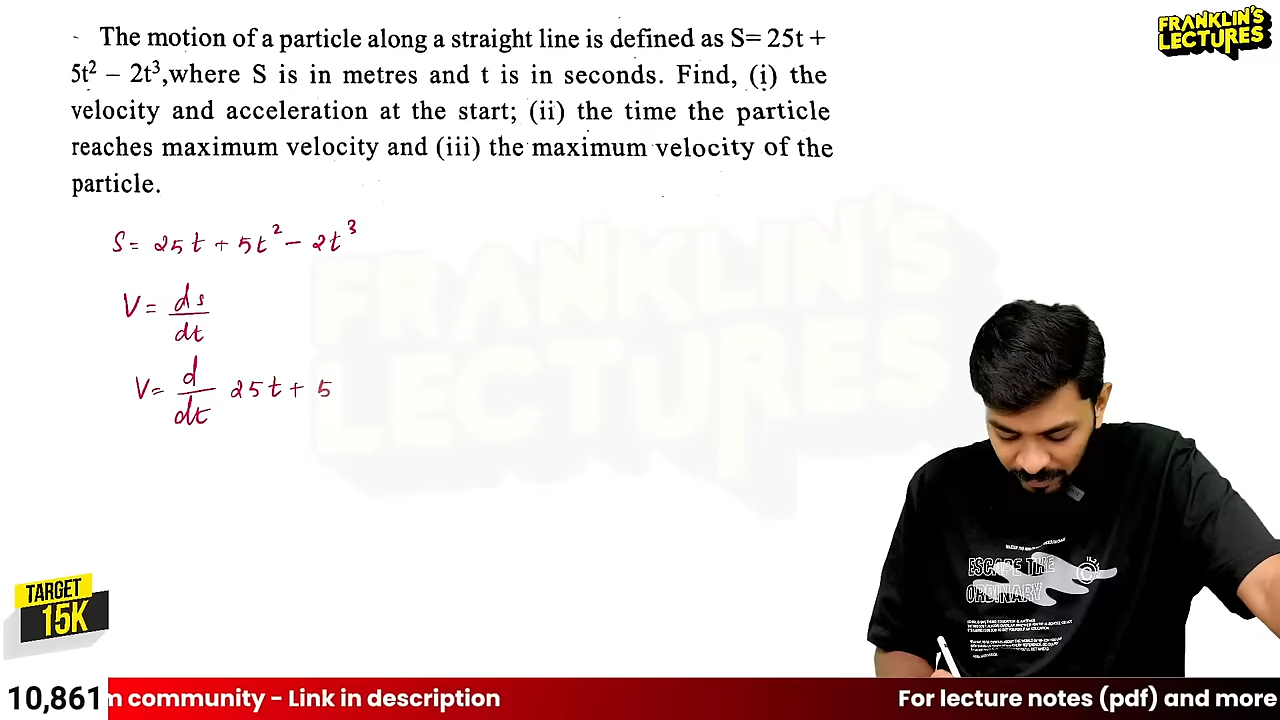 The motion of a particle along a straight line is defined as S= 25t +
5t² – 2t³,where S is in metres and t is in seconds. Find, (i) the
velocity and acceleration at the start; (ii) the time the particle
reaches maximum velocity and (iii) the maximum velocity of the
particle.
FRANKLIN'S
LECTURES
S= 25t + 5t² – 2t³
V= ds
dt
V= d 25t + 5
dt
FRANKLIN'S
LECTURES
ESCAPE THE
ORDINARY
TARGET
15K
10,861
m community - Link in description
For lecture notes (pdf) and more